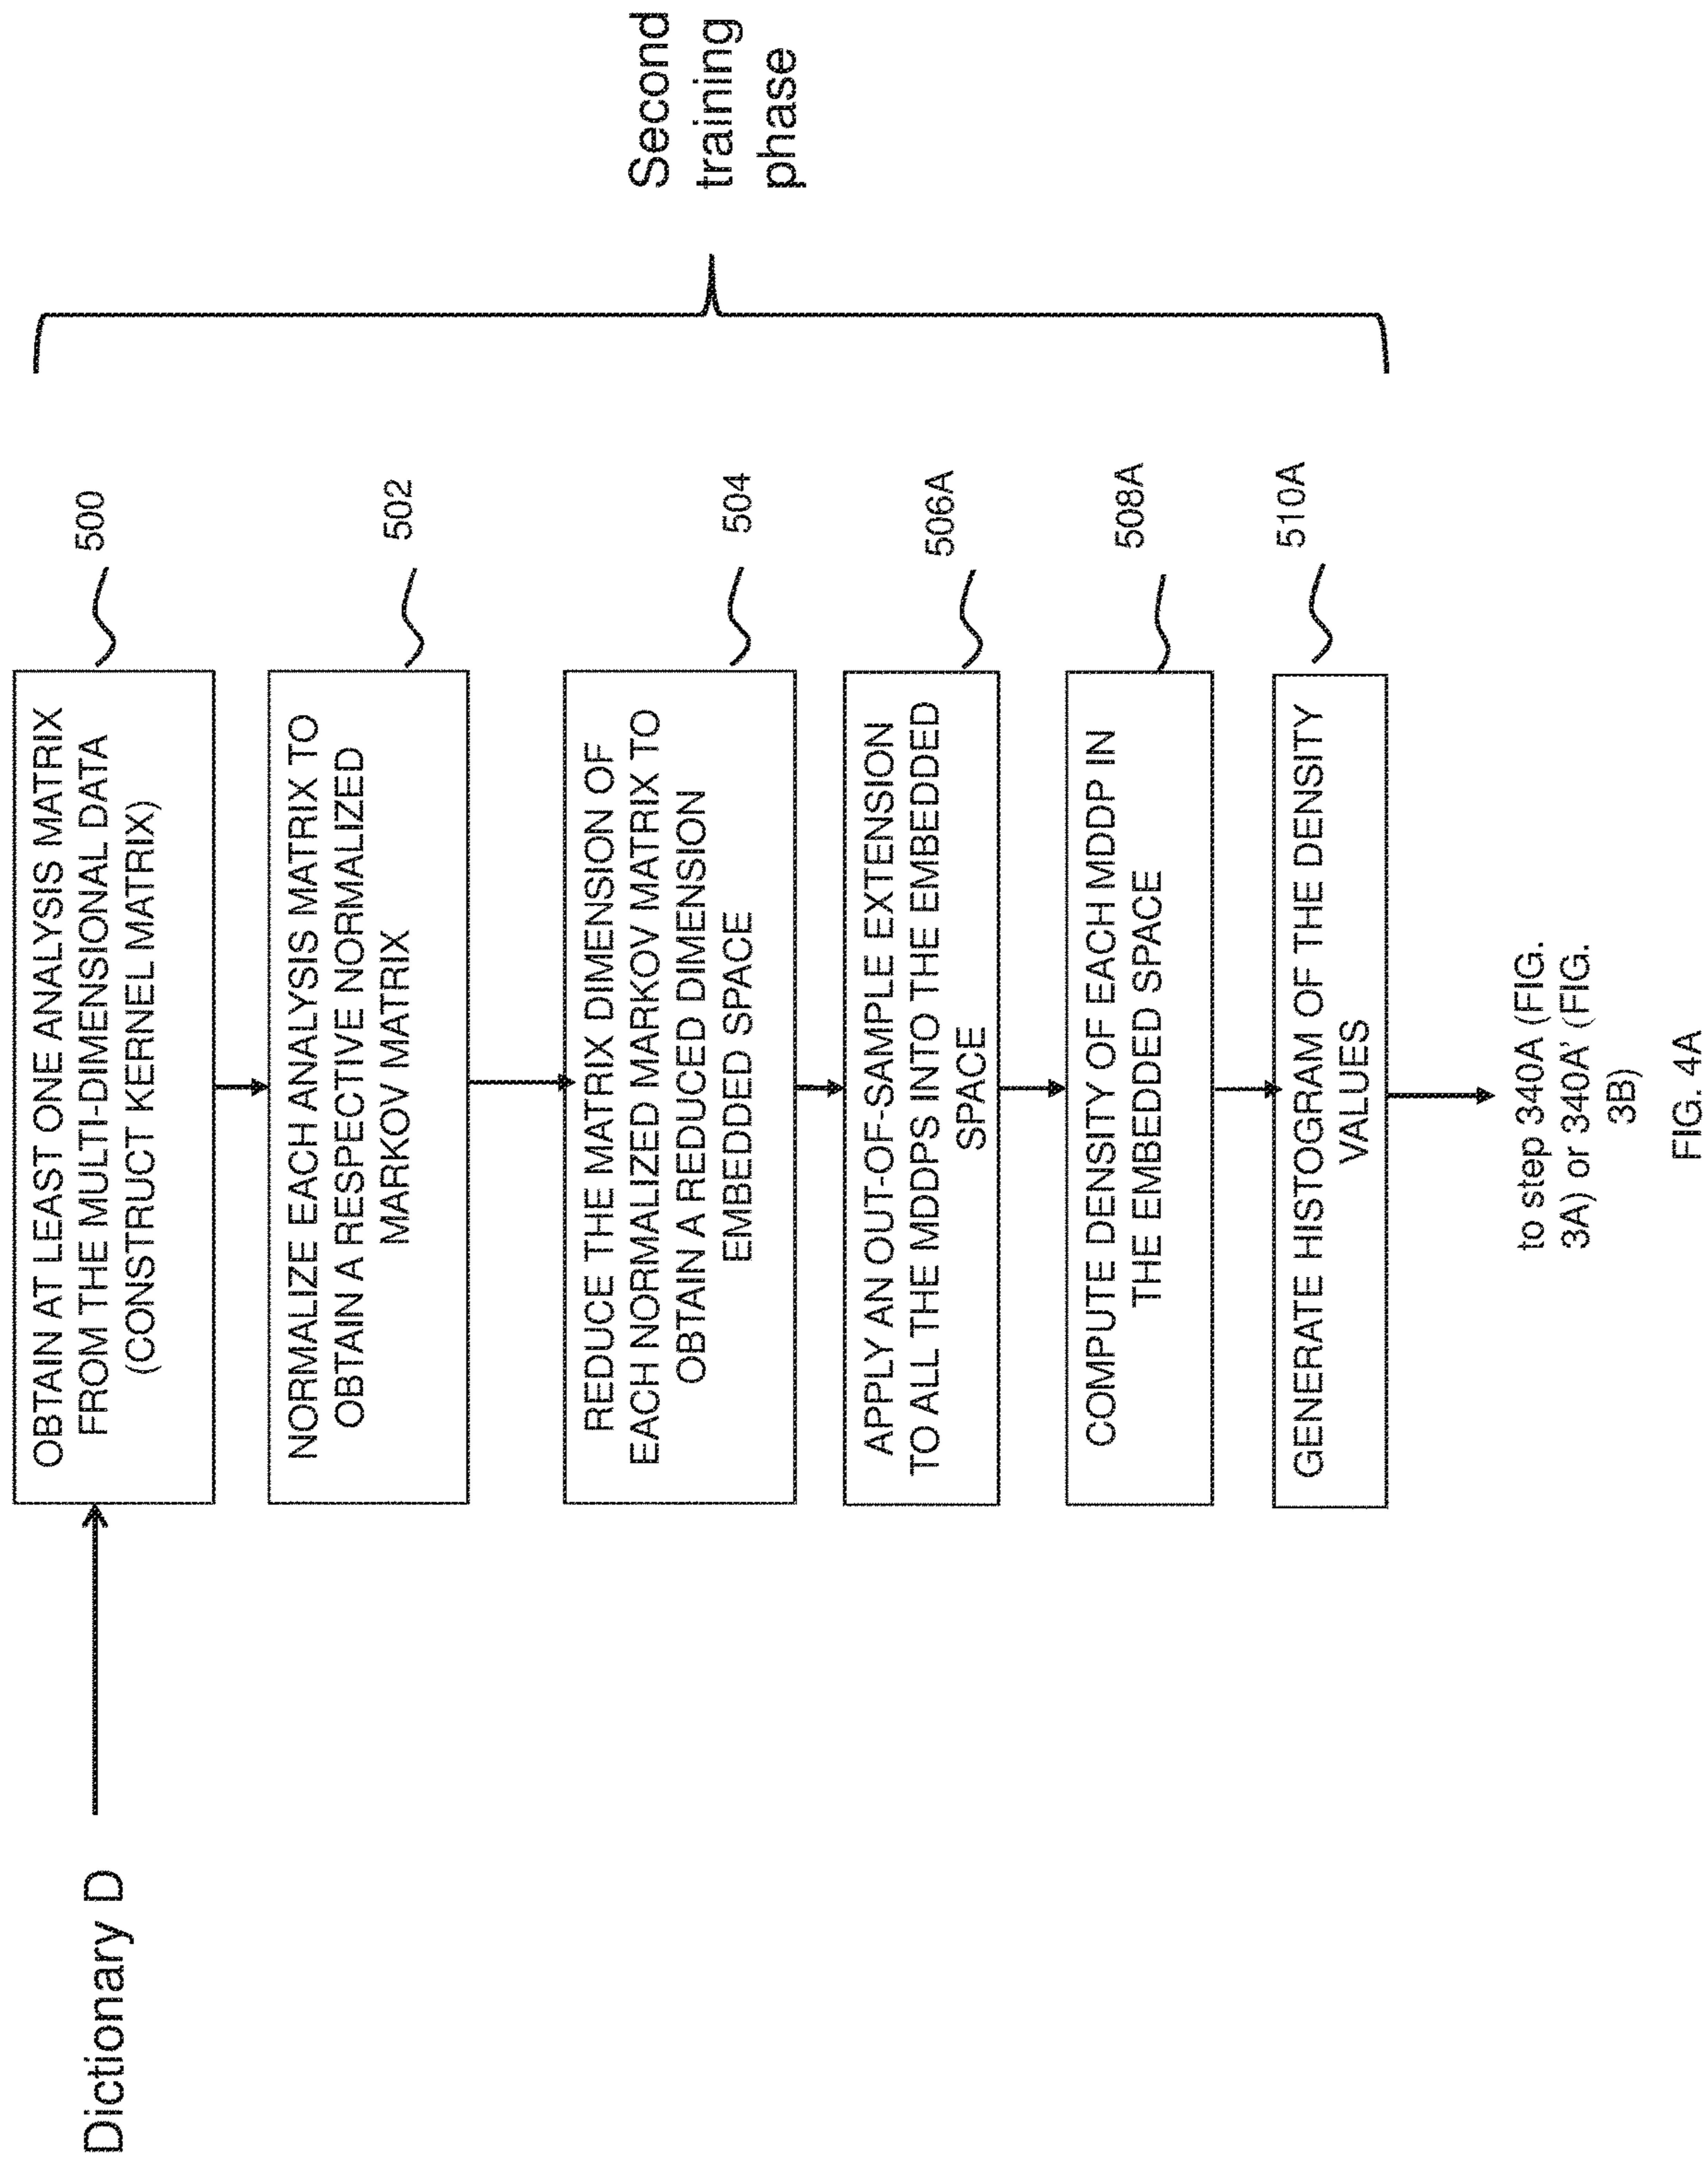 Dictionary D
OBTAIN AT LEAST ONE ANALYSIS MATRIX
FROM THE MULTI-DIMENSIONAL DATA
(CONSTRUCT KERNEL MATRIX)
500
NORMALIZE EACH ANALYSIS MATRIX TO
OBTAIN A RESPECTIVE NORMALIZED
MARKOV MATRIX
502
REDUCE THE MATRIX DIMENSION OF
EACH NORMALIZED MARKOV MATRIX TO
OBTAIN A REDUCED DIMENSION
EMBEDDED SPACE
504
APPLY AN OUT-OF-SAMPLE EXTENSION
TO ALL THE MDDPS INTO THE EMBEDDED
SPACE
506A
COMPUTE DENSITY OF EACH MDDP IN
THE EMBEDDED SPACE
508A
GENERATE HISTOGRAM OF THE DENSITY
VALUES
510A
Second
training
phase
to step 340A (FIG.
3A) or 340A' (FIG.
3B)
FIG. 4A